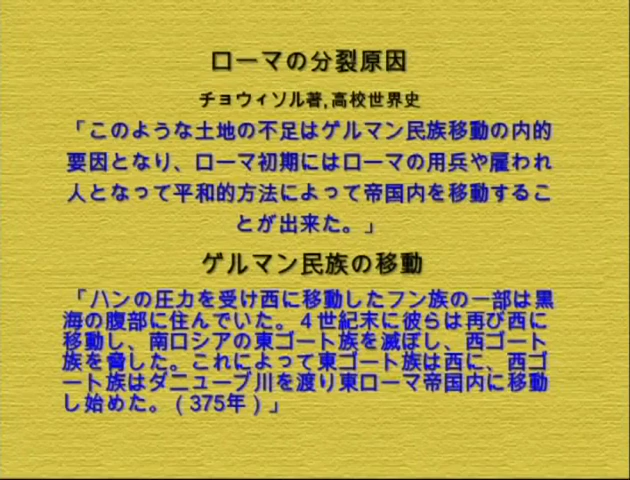 ローマの分裂原因
チョウィソル著,高校世界史
「このような土地の不足はゲルマン民族移動の内的
要因となり、ローマ初期にはローマの用兵や雇われ
人となって平和的方法によって帝国内を移動するこ
とが出来た。」
ゲルマン民族の移動
「ハンの圧力を受け西に移動したフン族の一部は黒
海の腹部に住んでいた。４世紀末に彼らは再び西に
移動し、南ロシアの東ゴート族を滅ぼし、西ゴート
族を脅した。これによって東ゴート族は西に、西ゴ
ート族はダニューブ川を渡り東ローマ帝国内に移動
し始めた。（375年）」